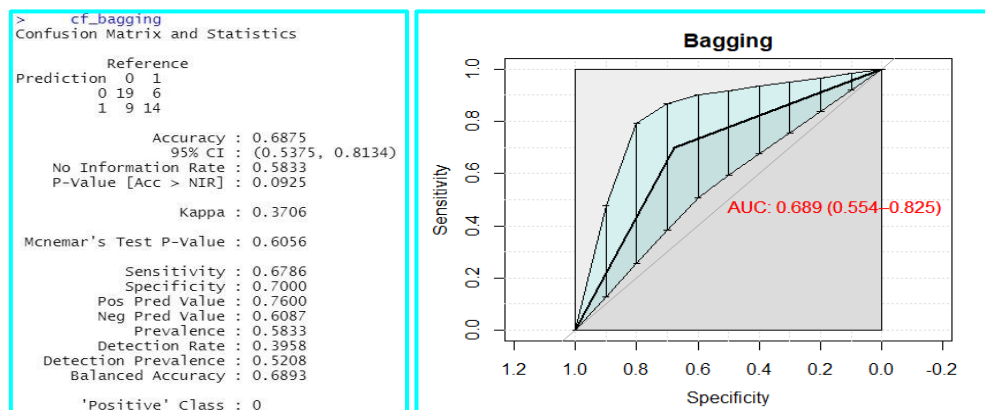 > cf_bagging
Confusion Matrix and Statistics
Reference
Prediction 0 1
0 19 6
1 9 14
Accuracy : 0.6875
95% CI : (0.5375, 0.8134)
No Information Rate : 0.5833
P-Value [Acc > NIR] : 0.0925
Kappa : 0.3706
Mcnemar's Test P-Value : 0.6056
Sensitivity : 0.6786
Specificity : 0.7000
Pos Pred Value : 0.7600
Neg Pred Value : 0.6087
Prevalence : 0.5833
Detection Rate : 0.3958
Detection Prevalence : 0.5208
Balanced Accuracy : 0.6893
'Positive' Class : 0
Bagging
1.0
0.8
0.6
0.4
0.2
0.0
Sensitivity
AUC: 0.689 (0.554–0.825)
1.2 1.0 0.8 0.6 0.4 0.2 0.0 -0.2
Specificity